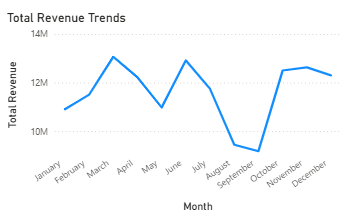 Total Revenue Trends
14M
12M
10M
Total Revenue
January
February
March
April
May
June
July
August
September
October
November
December
Month